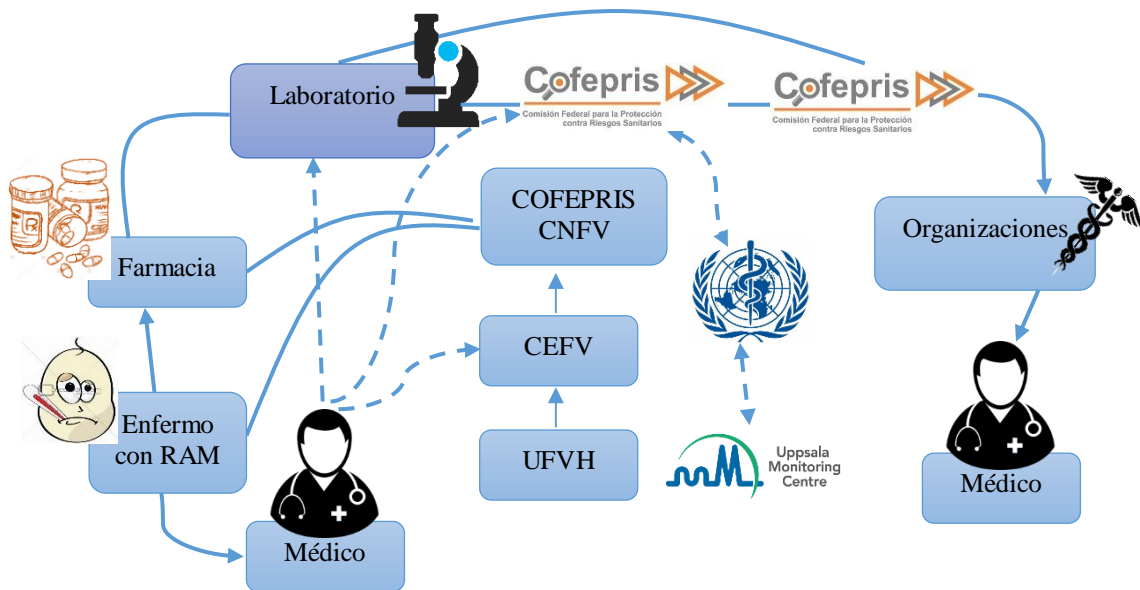 Laboratorio
Cofepris
Comisión Federal para la Protección
contra Riesgos Sanitarios
Cofepris
Comisión Federal para la Protección
contra Riesgos Sanitarios
COFEPRIS
CNFV
Organizaciones
Farmacia
CEFV
Enfermo
con RAM
UFVH
Uppsala
Monitoring
Centre
Médico
Médico